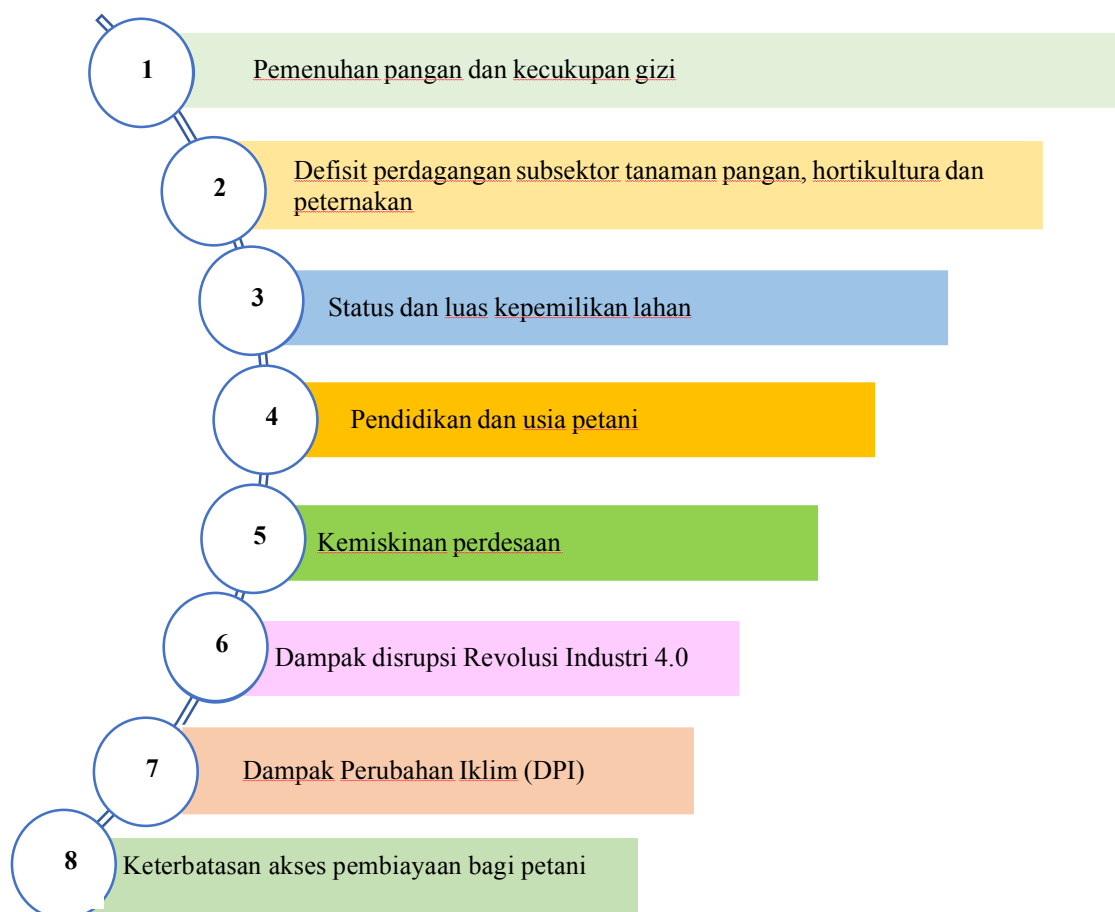 1
Pemenuhan pangan dan kecukupan gizi
2
Defisit perdagangan subsektor tanaman pangan, hortikultura dan
peternakan
3
Status dan luas kepemilikan lahan
4
Pendidikan dan usia petani
5
Kemiskinan perdesaan
6
Dampak disrupsi Revolusi Industri 4.0
7
Dampak Perubahan Iklim (DPI)
8
Keterbatasan akses pembiayaan bagi petani